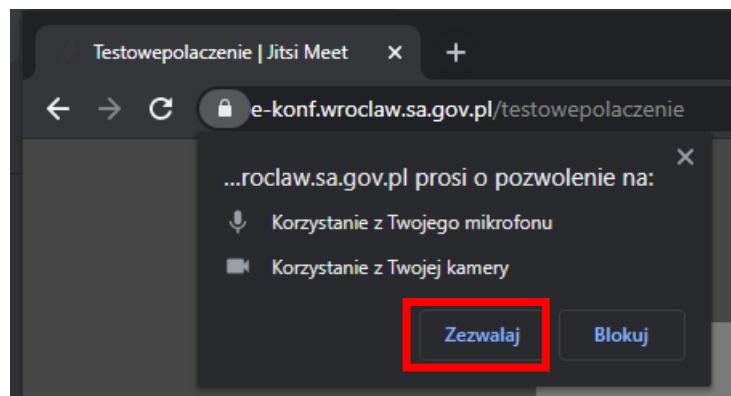 Testowepolaczenie | Jitsi Meet
e-konf.wroclaw.sa.gov.pl/testowepolaczenie
...roclaw.sa.gov.pl prosi o pozwolenie na:
Korzystanie z Twojego mikrofonu
Korzystanie z Twojej kamery
Zezwalaj Blokuj